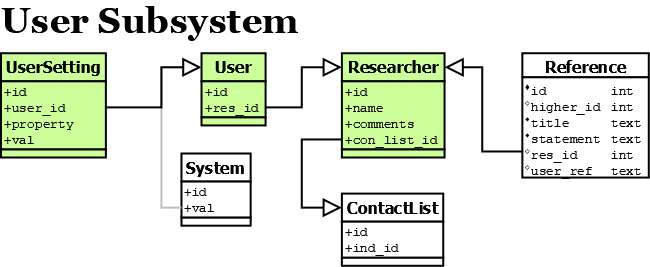 User Subsystem
UserSetting
+id
+user_id
+property
+val
User
+id
+res_id
Researcher
+id
+name
+comments
+con_list_id
Reference
id int
higher_id int
title text
statement text
res_id int
user_ref text
System
+id
+val
ContactList
+id
+ind_id